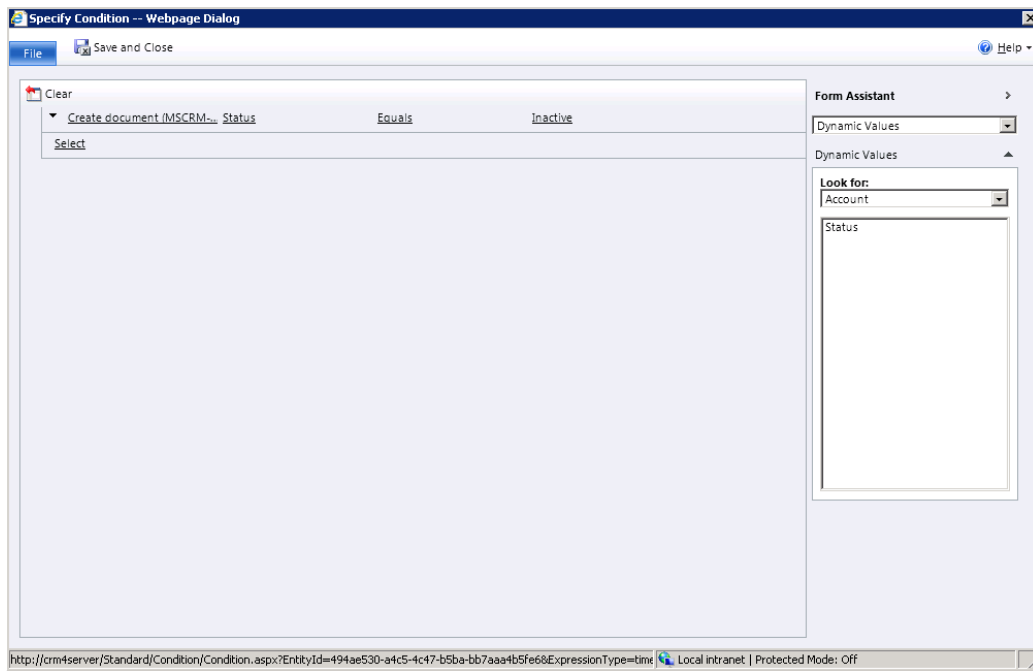 Specify Condition -- Webpage Dialog
File
Save and Close
Help
Clear
Create document (MSCRM-... Status Equals Inactive
Select
Form Assistant
Dynamic Values
Dynamic Values
Look for:
Account
Status
http://crm4server/Standard/Condition/Condition.aspx?EntityId=494ae530-a4c5-4c47-b5ba-bb7aaa4b5fe6&ExpressionType=time Local intranet | Protected Mode: Off